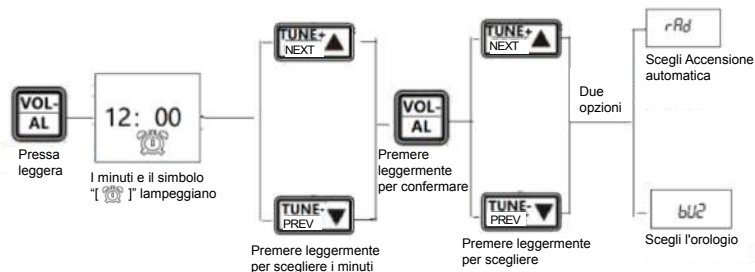 VOL-
AL
Pressa
leggera
12: 00
I minuti e il simbolo
“[ ]” lampeggiano
TUNE+
NEXT
TUNE-
PREV
Premere leggermente
per scegliere i minuti
VOL-
AL
Premere
leggermente
per confermare
TUNE+
NEXT
TUNE-
PREV
Premere leggermente
per scegliere
Due
opzioni
rAd
Scegli Accensione
automatica
bUZ
Scegli l'orologio